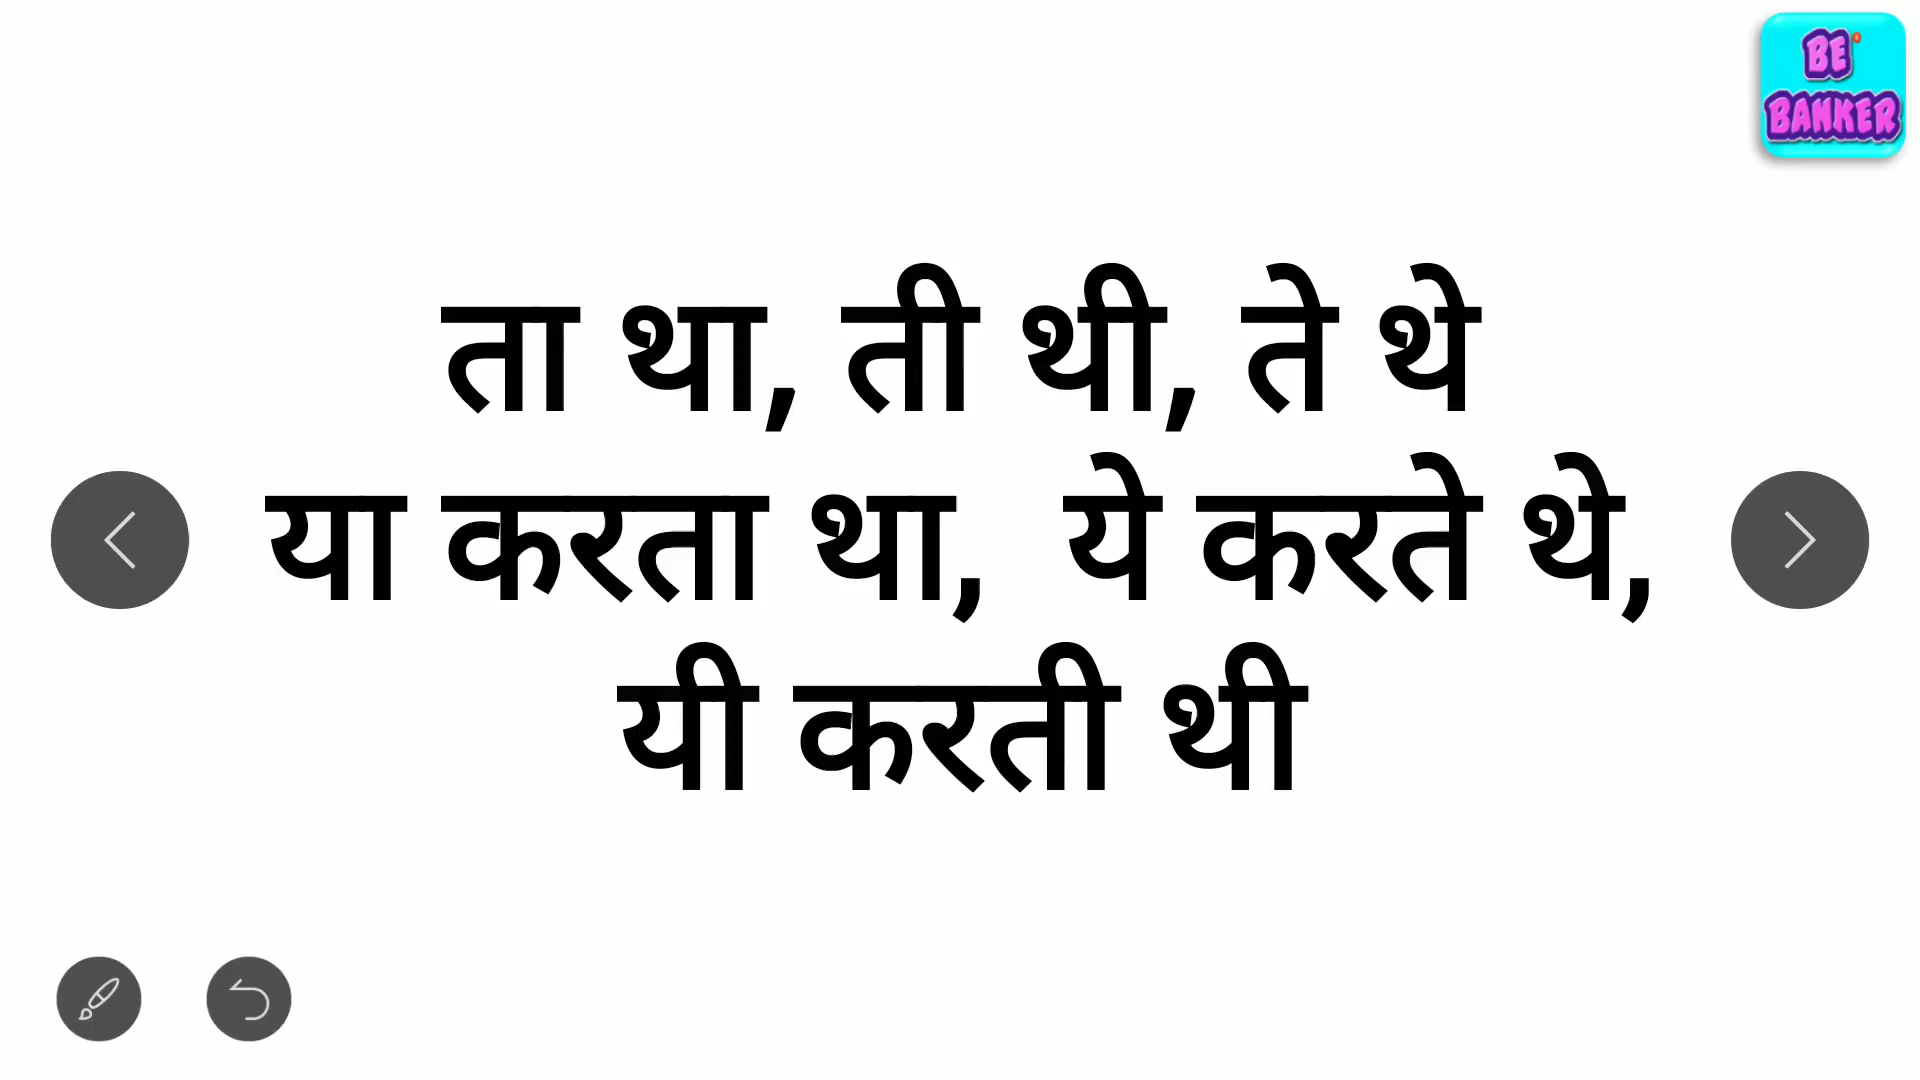 BE
BANKER
ता था, ती थी, ते थे
या करता था, ये करते थे,
यी करती थी